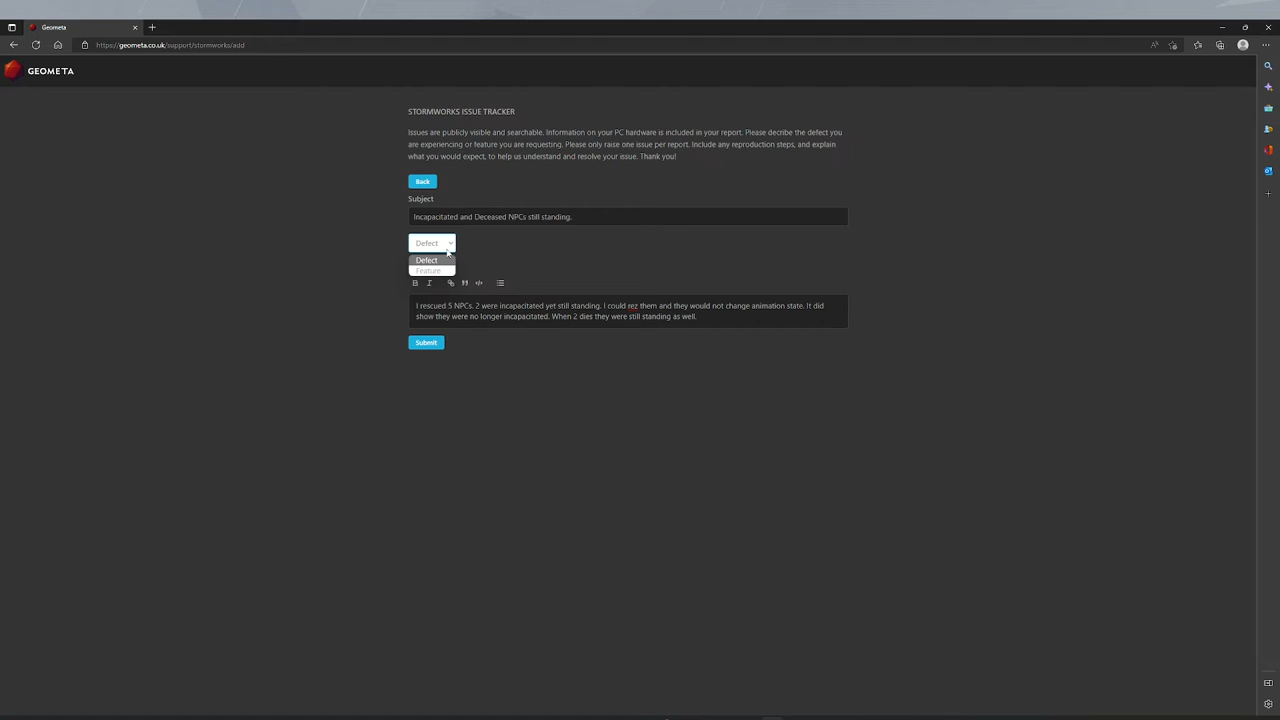 Geometa
https://geometa.co.uk/support/stormworks/add
GEOMETA
STORMWORKS ISSUE TRACKER
Issues are publicly visible and searchable. Information on your PC hardware is included in your report. Please decribe the defect you
are experiencing or feature you are requesting. Please only raise one issue per report. Include any reproduction steps, and explain
what you would expect, to help us understand and resolve your issue. Thank you!
Back
Subject
Incapacitated and Deceased NPCs still standing.
Defect
Defect
Feature
I rescued 5 NPCs. 2 were incapacitated yet still standing. I could rez them and they would not change animation state. It did
show they were no longer incapacitated. When 2 dies they were still standing as well.
Submit